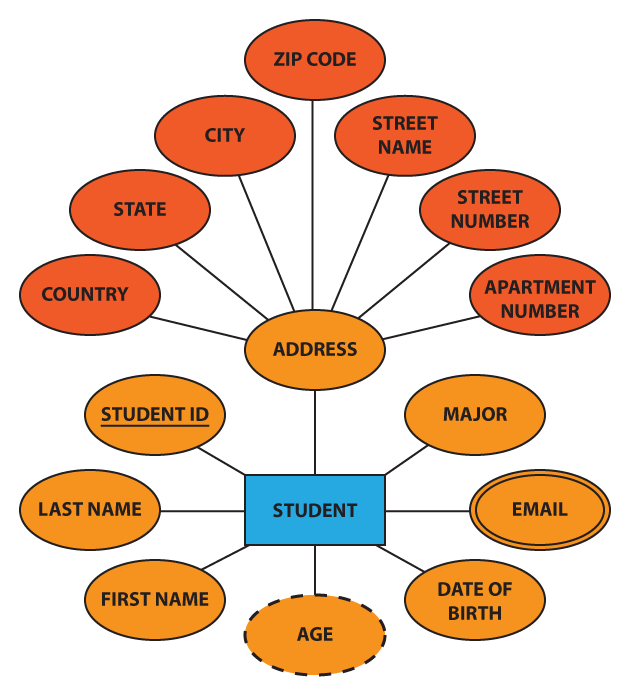 ZIP CODE
CITY
STREET
NAME
STATE
STREET
NUMBER
COUNTRY
APARTMENT
NUMBER
ADDRESS
STUDENT ID
MAJOR
LAST NAME
STUDENT
EMAIL
FIRST NAME
DATE OF
BIRTH
AGE